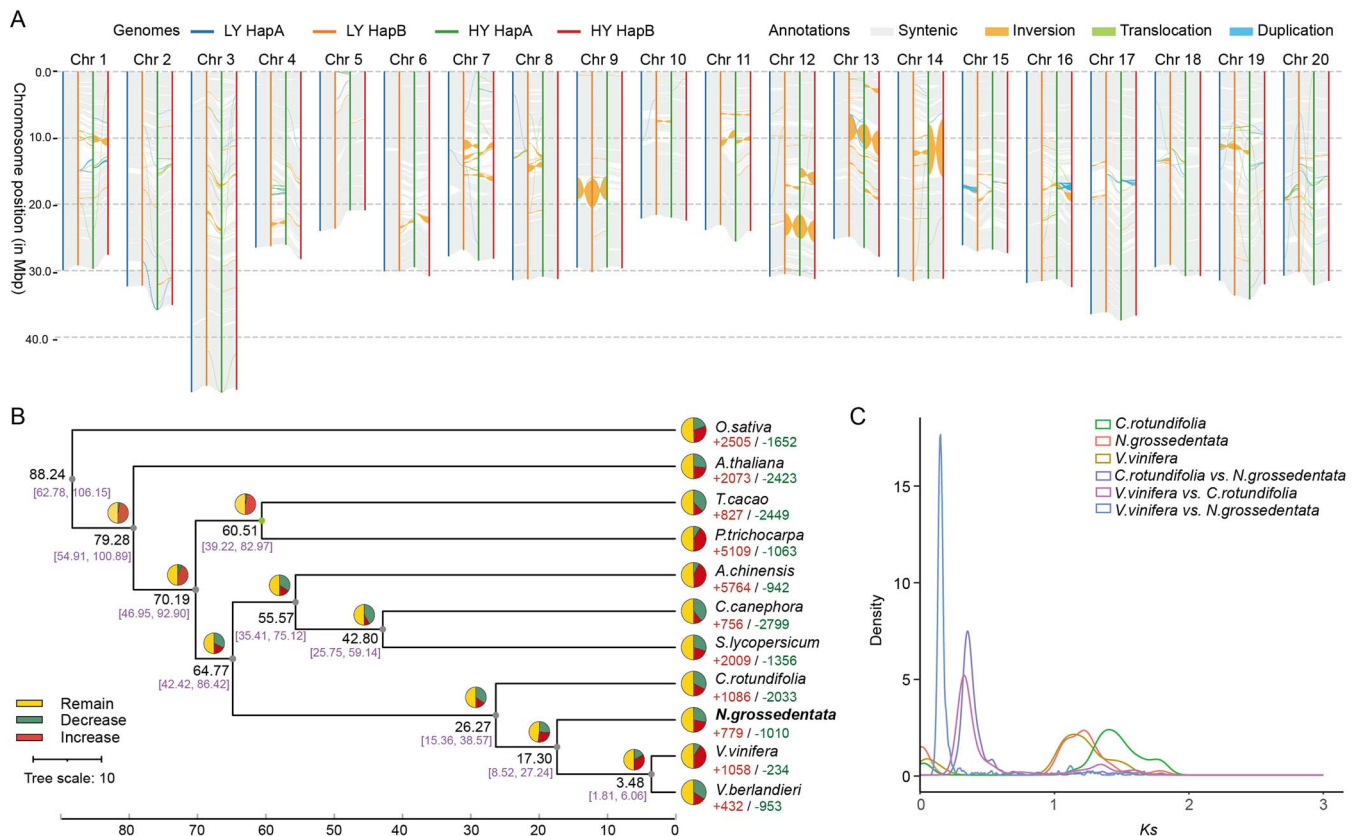 A
Genomes LY HapA LY HapB HY HapA HY HapB Annotations Syntenic Inversion Translocation Duplication
Chr 1 Chr 2 Chr 3 Chr 4 Chr 5 Chr 6 Chr 7 Chr 8 Chr 9 Chr 10 Chr 11 Chr 12 Chr 13 Chr 14 Chr 15 Chr 16 Chr 17 Chr 18 Chr 19 Chr 20
Chromosome position (in Mbp)
0.0
10.0
20.0
30.0
40.0
B
O.sativa
+2505 / -1652
A.thaliana
+2073 / -2423
T.cacao
+827 / -2449
P.trichocarpa
+5109 / -1063
A.chinensis
+5764 / -942
C.canephora
+756 / -2799
S.lycopersicum
+2009 / -1356
C.rotundifolia
+1086 / -2033
N.grossedentata
+779 / -1010
V.vinifera
+1058 / -234
V.berlandieri
+432 / -953
88.24
[62.78, 106.15]
79.28
[54.91, 100.89]
60.51
[39.22, 82.97]
70.19
[46.95, 92.90]
55.57
[35.41, 75.12]
42.80
[25.75, 59.14]
64.77
[42.42, 86.42]
26.27
[15.36, 38.57]
17.30
[8.52, 27.24]
3.48
[1.81, 6.06]
Remain
Decrease
Increase
Tree scale: 10
80 70 60 50 40 30 20 10 0
C
C.rotundifolia
N.grossedentata
V.vinifera
C.rotundifolia vs. N.grossedentata
V.vinifera vs. C.rotundifolia
V.vinifera vs. N.grossedentata
Density
15
10
5
0
0 1 2 3
Ks